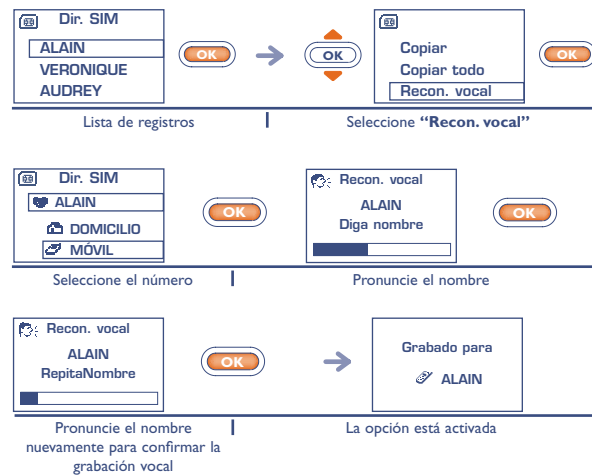 Dir. SIM
ALAIN
VERONIQUE
AUDREY
OK
OK
Copiar
Copiar todo
Recon. vocal
OK
Lista de registros
Seleccione “Recon. vocal”
Dir. SIM
ALAIN
DOMICILIO
MÓVIL
OK
Recon. vocal
ALAIN
Diga nombre
OK
Seleccione el número
Pronuncie el nombre
Recon. vocal
ALAIN
RepitaNombre
OK
Grabado para
ALAIN
Pronuncie el nombre
nuevamente para confirmar la
grabación vocal
La opción está activada